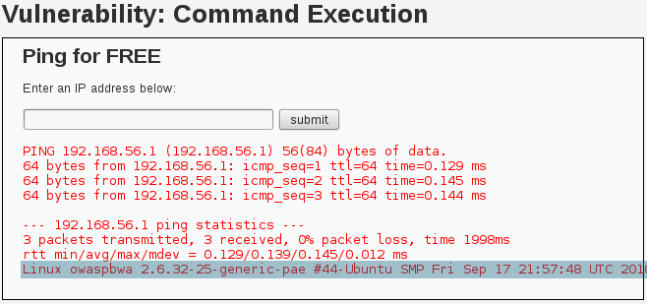 Vulnerability: Command Execution
Ping for FREE
Enter an IP address below:
submit
PING 192.168.56.1 (192.168.56.1) 56(84) bytes of data.
64 bytes from 192.168.56.1: icmp_seq=1 ttl=64 time=0.129 ms
64 bytes from 192.168.56.1: icmp_seq=2 ttl=64 time=0.145 ms
64 bytes from 192.168.56.1: icmp_seq=3 ttl=64 time=0.144 ms
--- 192.168.56.1 ping statistics ---
3 packets transmitted, 3 received, 0% packet loss, time 1998ms
rtt min/avg/max/mdev = 0.129/0.139/0.145/0.012 ms
Linux owaspbwa 2.6.32-25-generic-pae #44-Ubuntu SMP Fri Sep 17 21:57:48 UTC 201